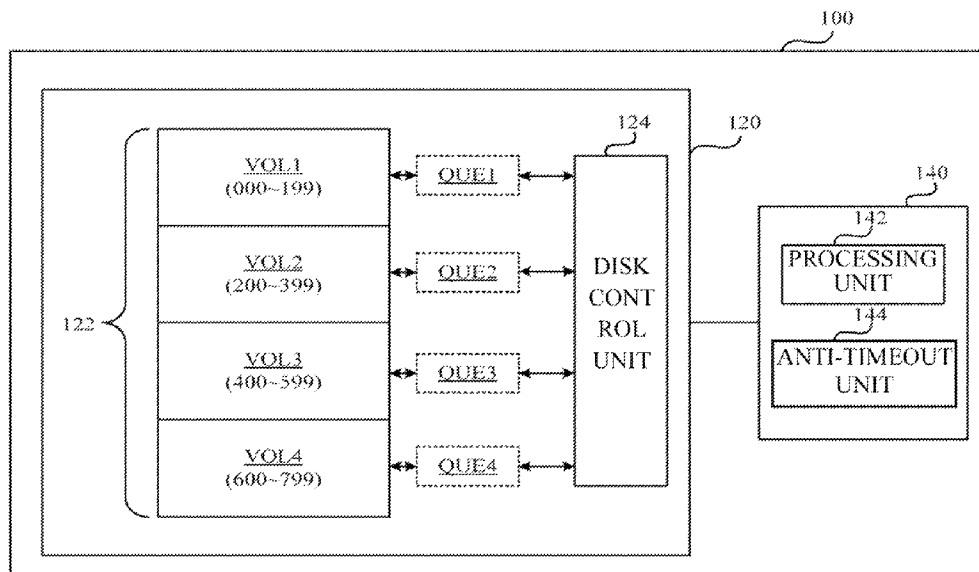 100
120
122
VOL1
(000~199)
VOL2
(200~399)
VOL3
(400~599)
VOL4
(600~799)
QUE1
QUE2
QUE3
QUE4
124
DISK
CONT
ROL
UNIT
140
142
PROCESSING
UNIT
144
ANTI-TIMEOUT
UNIT